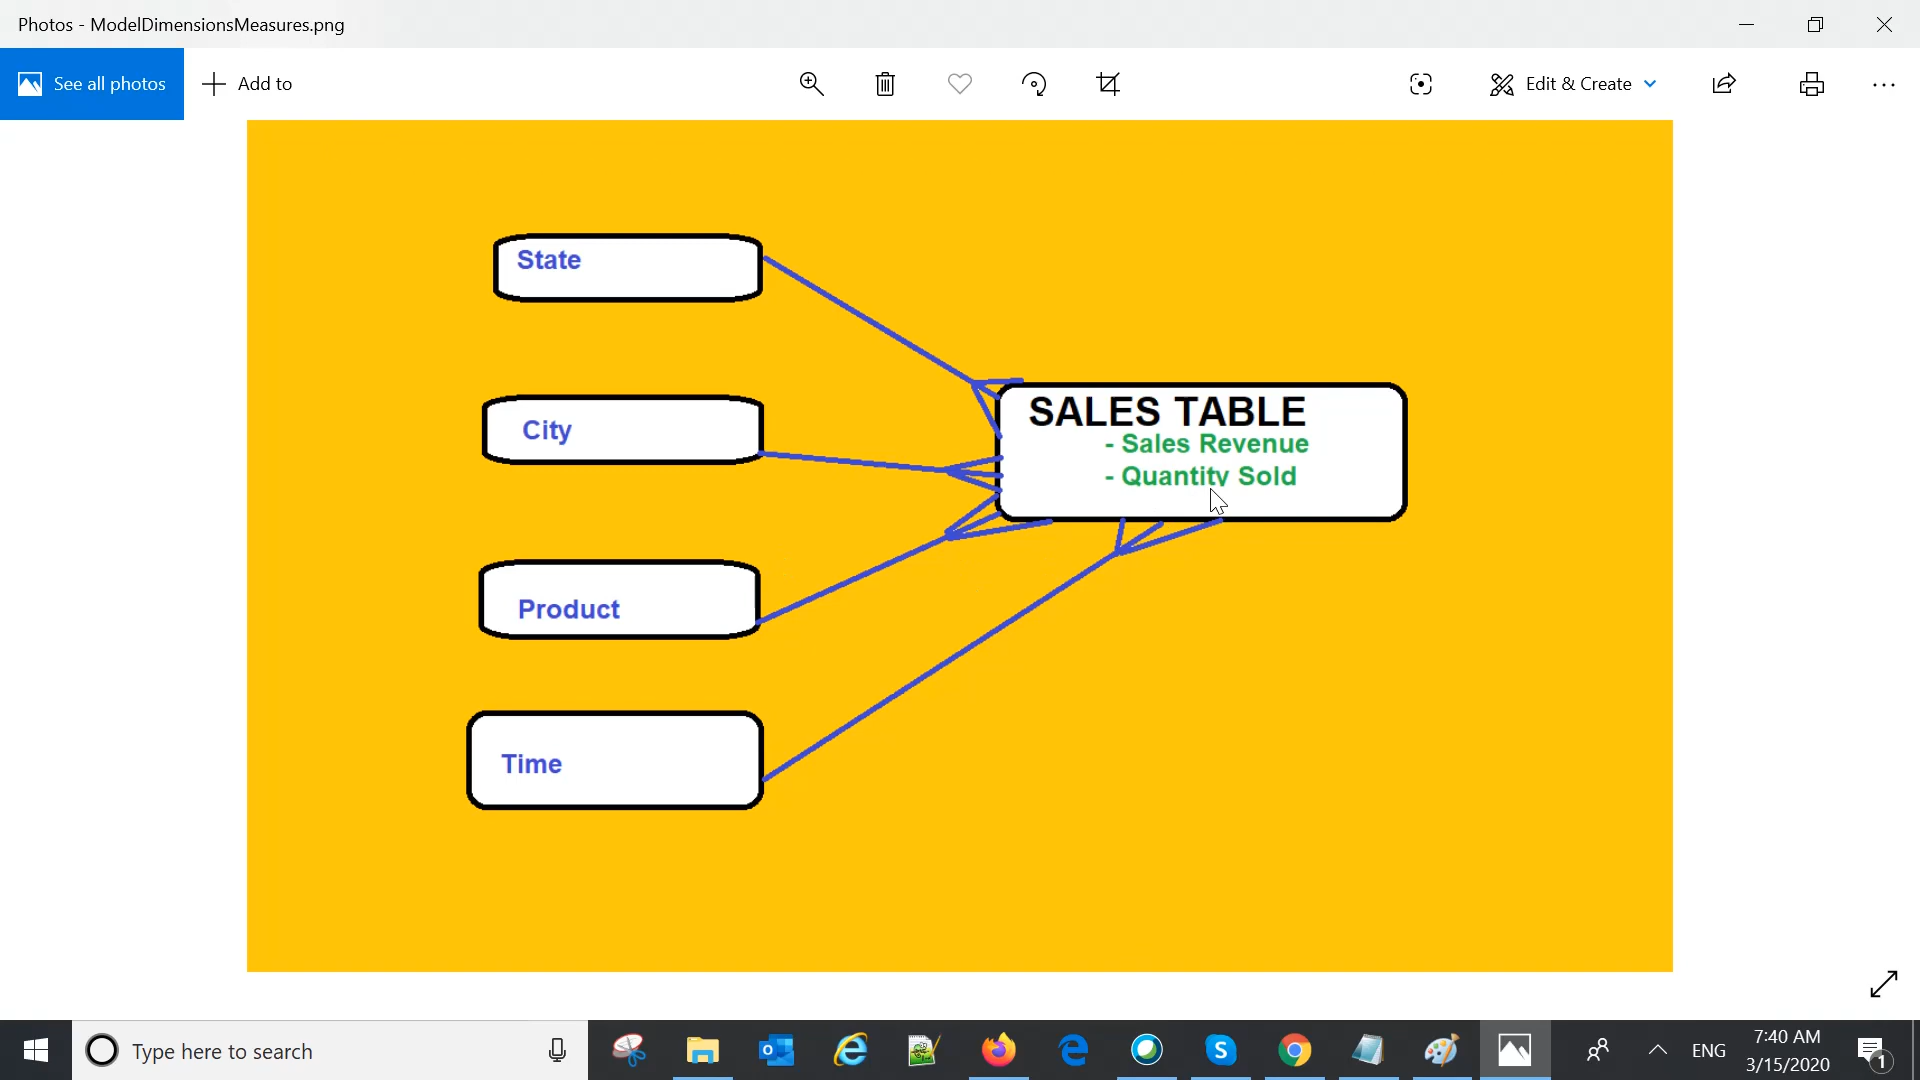 Photos - ModelDimensionsMeasures.png
See all photos
Add to
Edit & Create
State
SALES TABLE
- Sales Revenue
City
- Quantity Sold
Product
Time
Type here to search
ENG
7:40 AM
3/15/2020
1